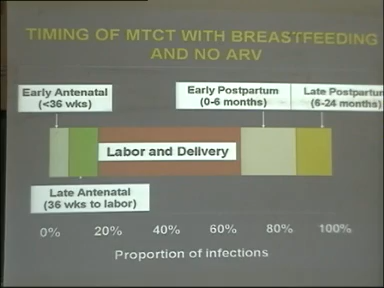 TIMING OF MTCT WITH BREASTFEEDING
AND NO ARV
Early Antenatal
(<36 wks)
Early Postpartum
(0-6 months)
Late Postpartum
(6-24 months)
Labor and Delivery
Late Antenatal
(36 wks to labor)
0% 20% 40% 60% 80% 100%
Proportion of infections